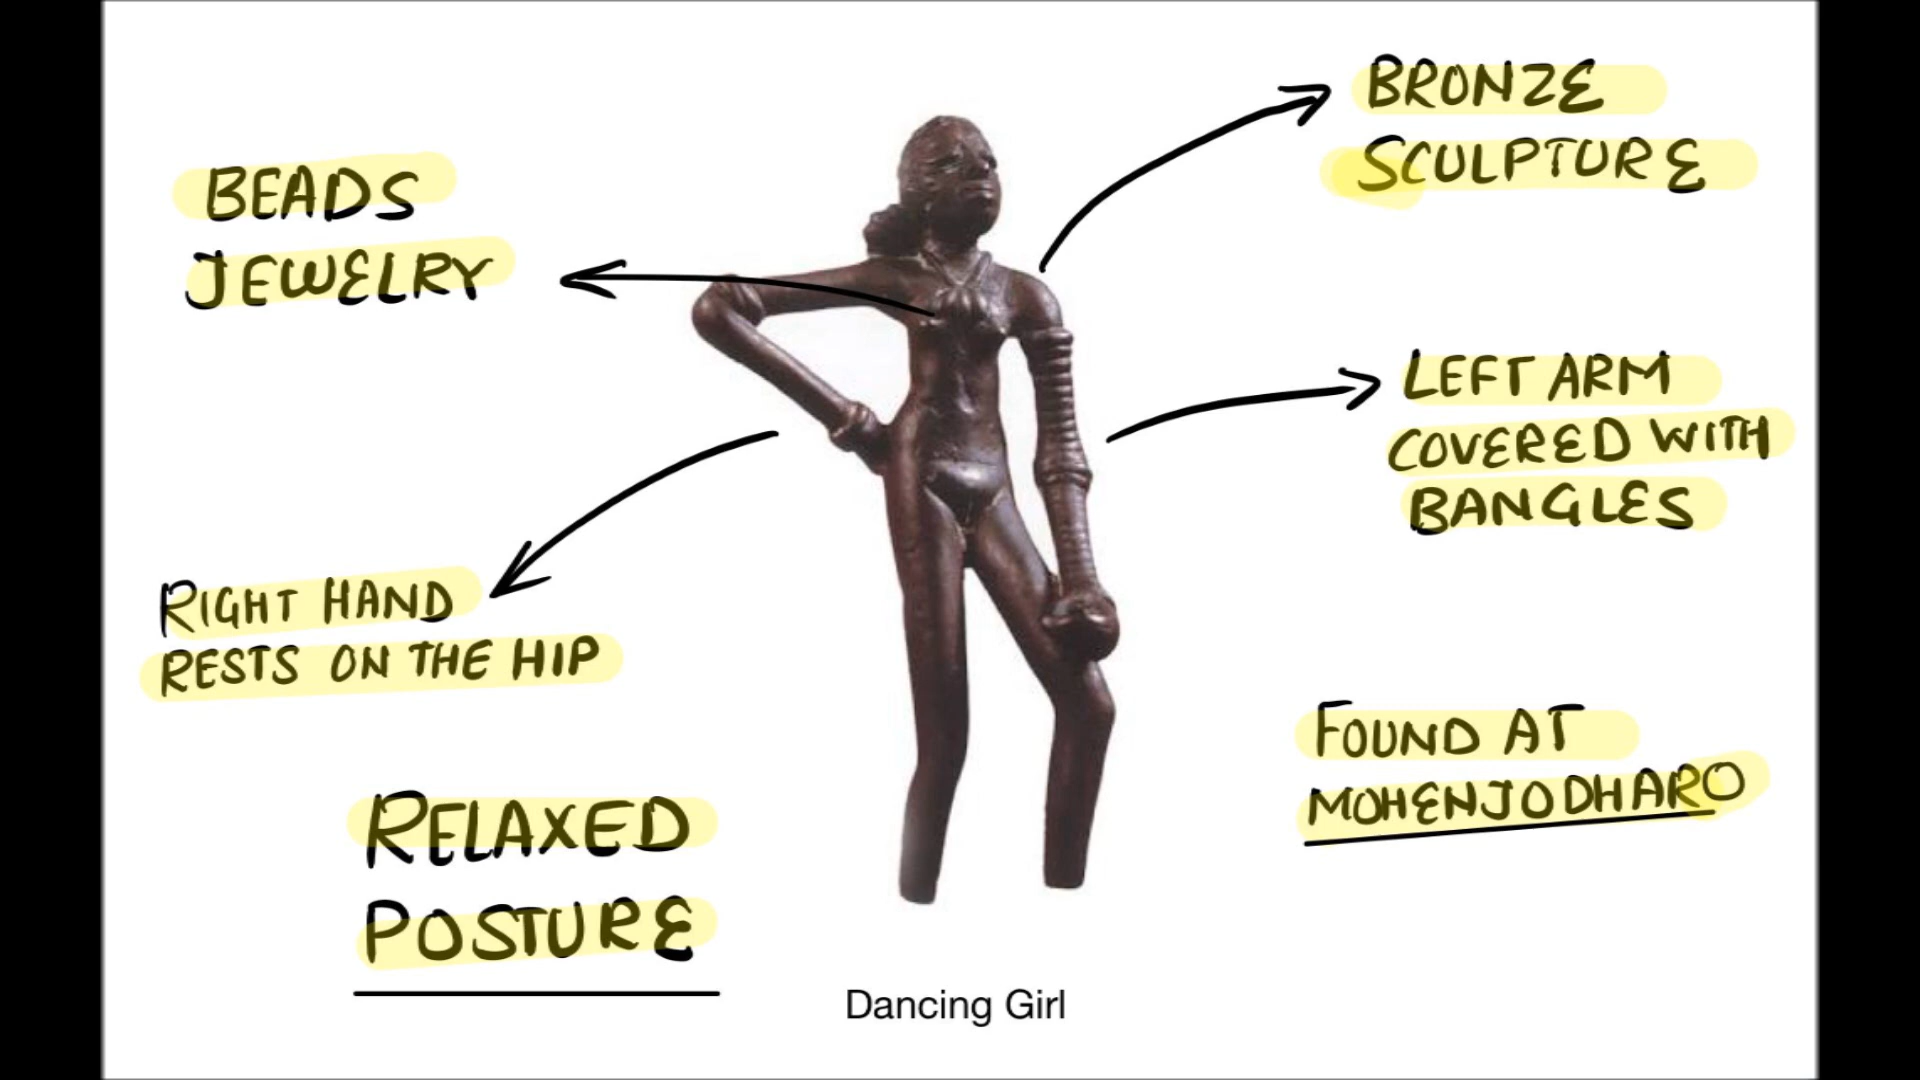 BEADS
JEWELRY
BRONZE
SCULPTURE
LEFT ARM
COVERED WITH
BANGLES
RIGHT HAND
RESTS ON THE HIP
FOUND AT
MOHENJODHARO
RELAXED
POSTURE
Dancing Girl